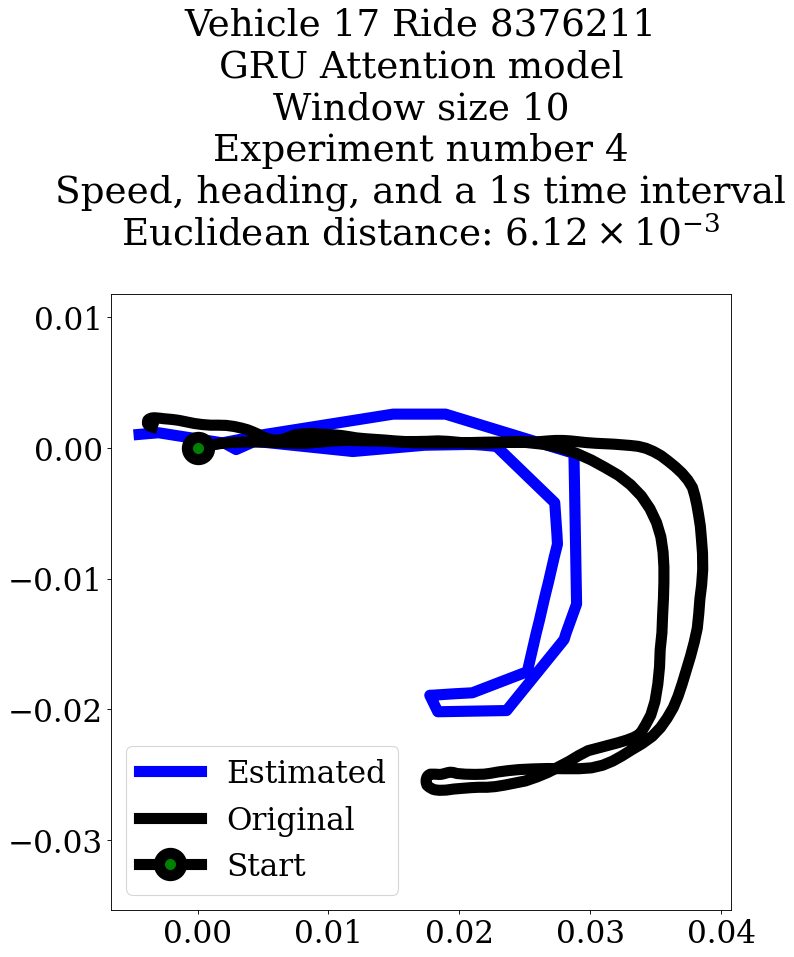 Vehicle 17 Ride 8376211
GRU Attention model
Window size 10
Experiment number 4
Speed, heading, and a 1s time interval
Euclidean distance: 6.12 × 10⁻³
0.01
0.00
−0.01
−0.02
−0.03
Estimated
Original
Start
0.00 0.01 0.02 0.03 0.04